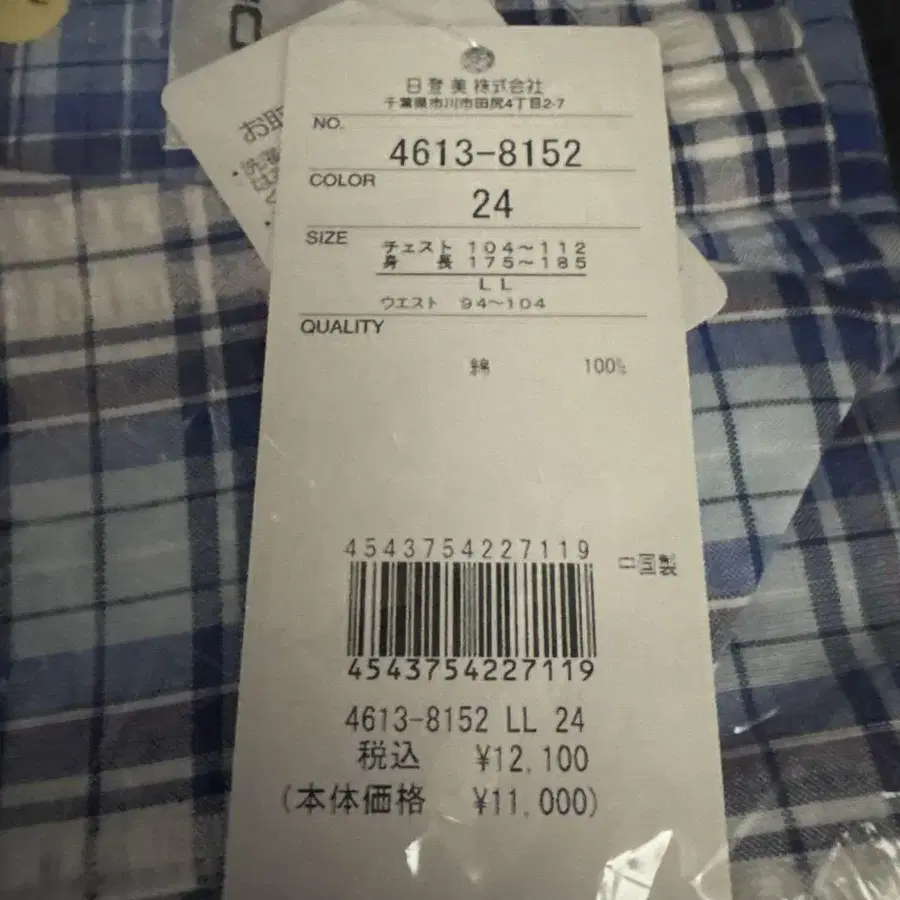 日登美株式会社
千葉県市川市田尻4丁目2-7
NO.
4613-8152
COLOR
24
SIZE
チェスト 104~112
身長 175~185
LL
ウエスト 94~104
QUALITY
綿 100%
4543754227119
中国製
4543754227119
4613-8152 LL 24
税込 ¥12,100
(本体価格 ¥11,000)
お取